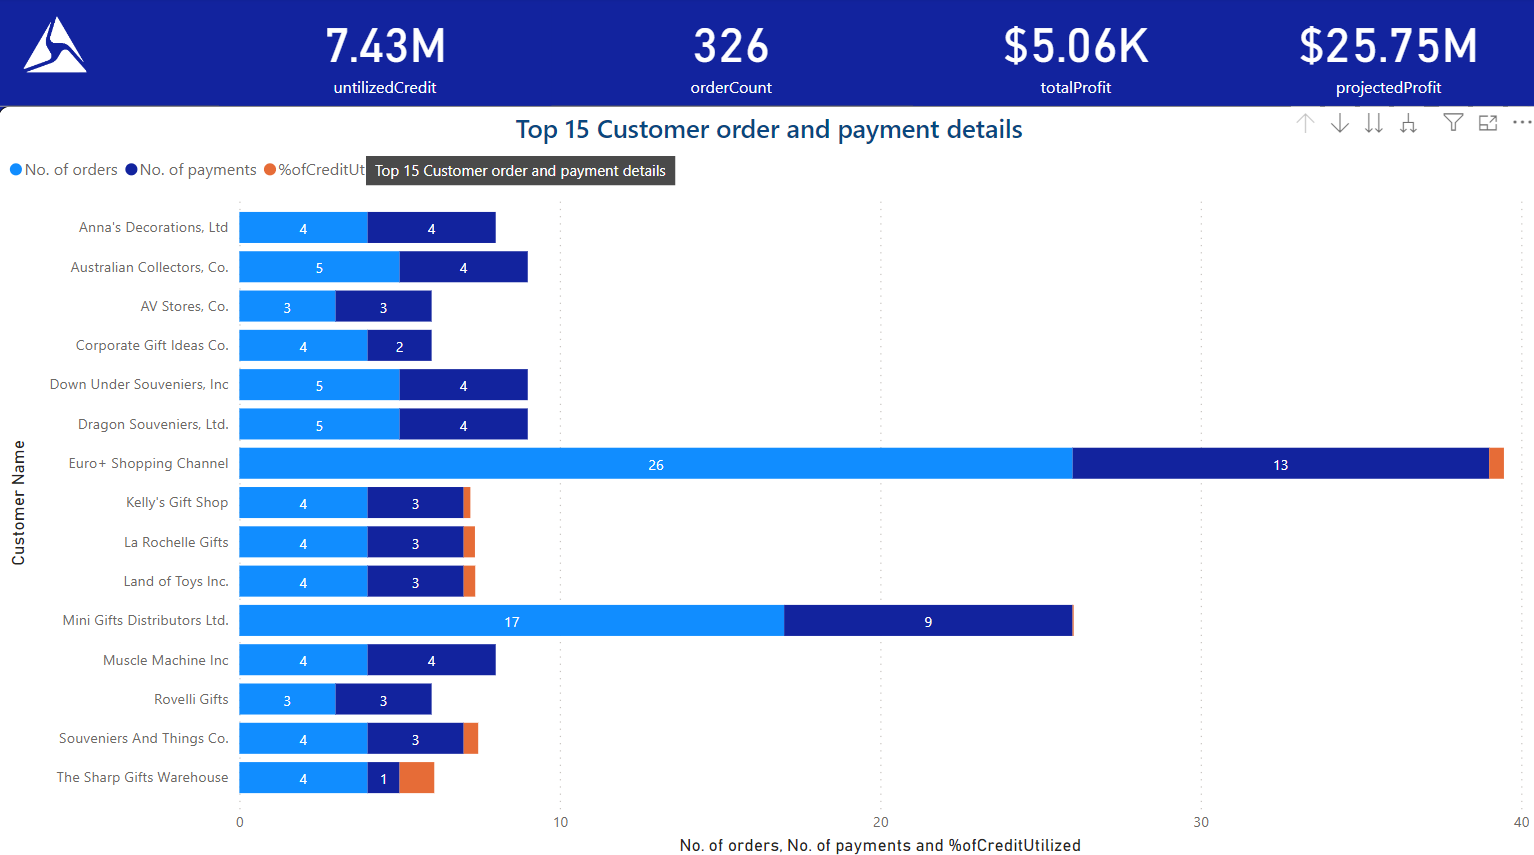 7.43M
untilizedCredit
326
orderCount
$5.06K
totalProfit
$25.75M
projectedProfit
Top 15 Customer order and payment details
No. of orders No. of payments %ofCreditUt
Top 15 Customer order and payment details
Customer Name
Anna's Decorations, Ltd 4 4
Australian Collectors, Co. 5 4
AV Stores, Co. 3 3
Corporate Gift Ideas Co. 4 2
Down Under Souveniers, Inc 5 4
Dragon Souveniers, Ltd. 5 4
Euro+ Shopping Channel 26 13
Kelly's Gift Shop 4 3
La Rochelle Gifts 4 3
Land of Toys Inc. 4 3
Mini Gifts Distributors Ltd. 17 9
Muscle Machine Inc 4 4
Rovelli Gifts 3 3
Souveniers And Things Co. 4 3
The Sharp Gifts Warehouse 4 1
0 10 20 30 40
No. of orders, No. of payments and %ofCreditUtilized